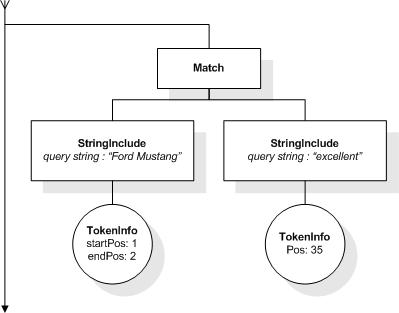 Match
StringInclude
query string : “Ford Mustang”
StringInclude
query string : “excellent”
TokenInfo
startPos: 1
endPos: 2
TokenInfo
Pos: 35